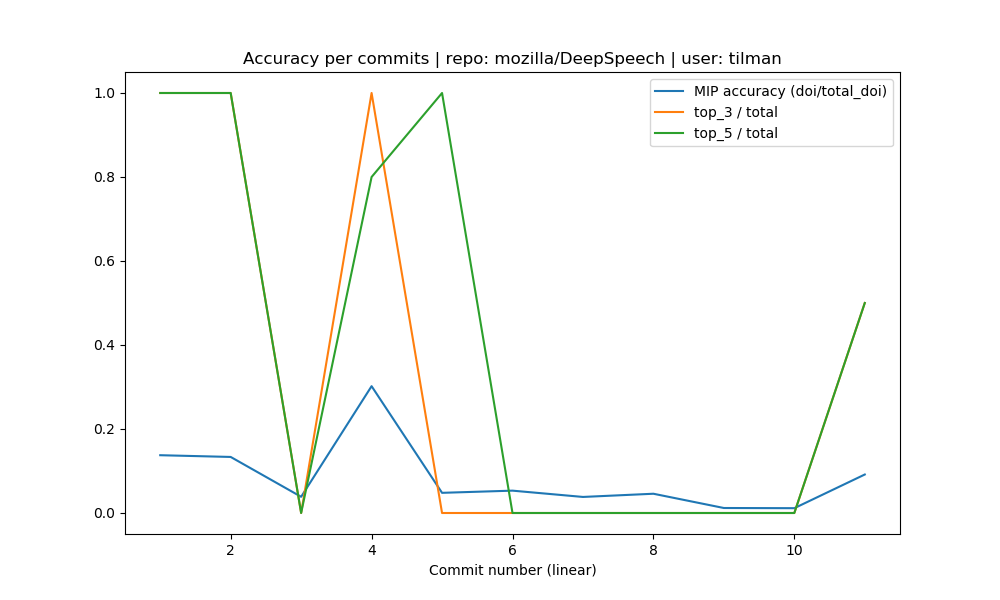 Accuracy per commits | repo: mozilla/DeepSpeech | user: tilman
MIP accuracy (doi/total_doi)
top_3 / total
top_5 / total
1.0
0.8
0.6
0.4
0.2
0.0
2 4 6 8 10
Commit number (linear)